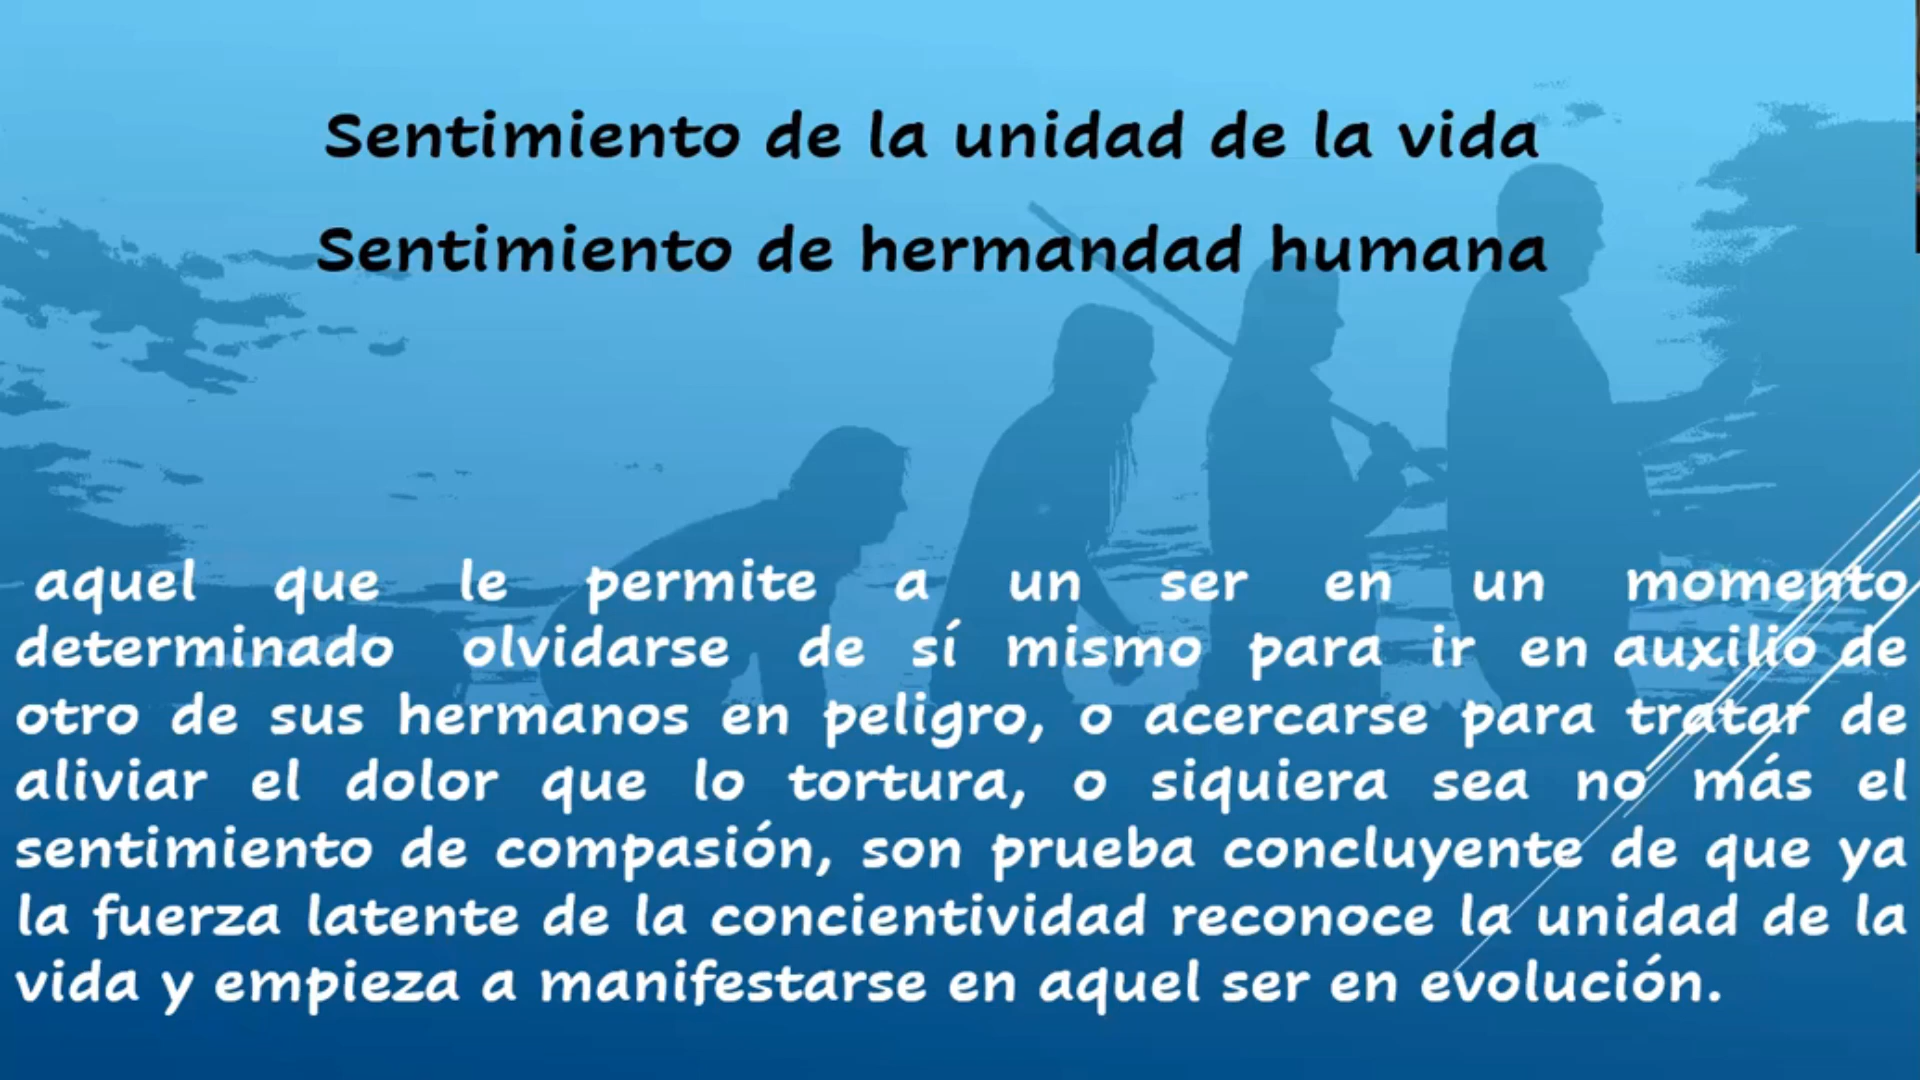 Sentimiento de la unidad de la vida
Sentimiento de hermandad humana
aquel que le permite a un ser en un momento
determinado olvidarse de sí mismo para ir en auxilio de
otro de sus hermanos en peligro, o acercarse para tratar de
aliviar el dolor que lo tortura, o siquiera sea no más el
sentimiento de compasión, son prueba concluyente de que ya
la fuerza latente de la concientividad reconoce la unidad de la
vida y empieza a manifestarse en aquel ser en evolución.